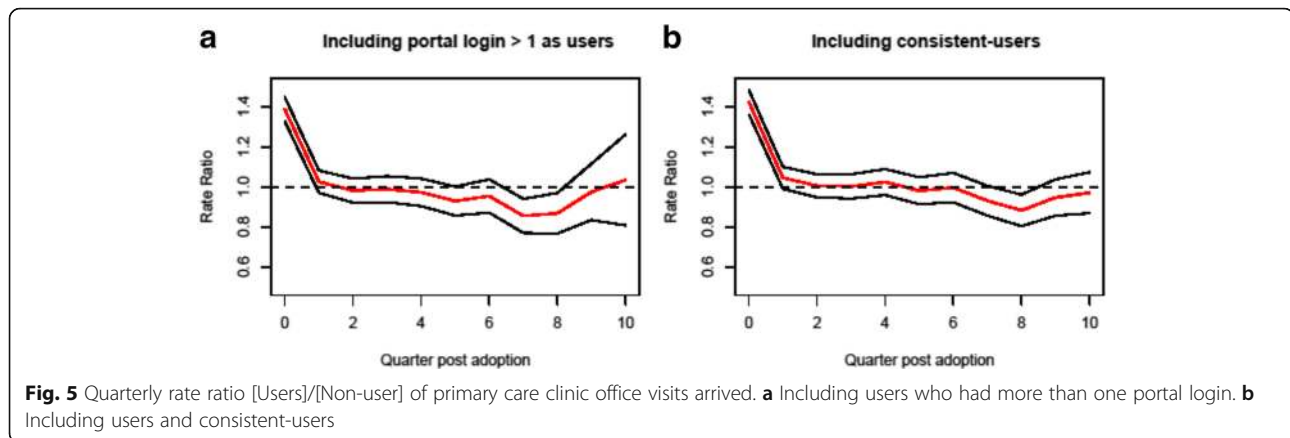 a
Including portal login > 1 as users
Rate Ratio
1.4
1.2
1.0
0.8
0.6
0 2 4 6 8 10
Quarter post adoption
b
Including consistent-users
Rate Ratio
1.4
1.2
1.0
0.8
0.6
0 2 4 6 8 10
Quarter post adoption
Fig. 5 Quarterly rate ratio [Users]/[Non-user] of primary care clinic office visits arrived. a Including users who had more than one portal login. b
Including users and consistent-users